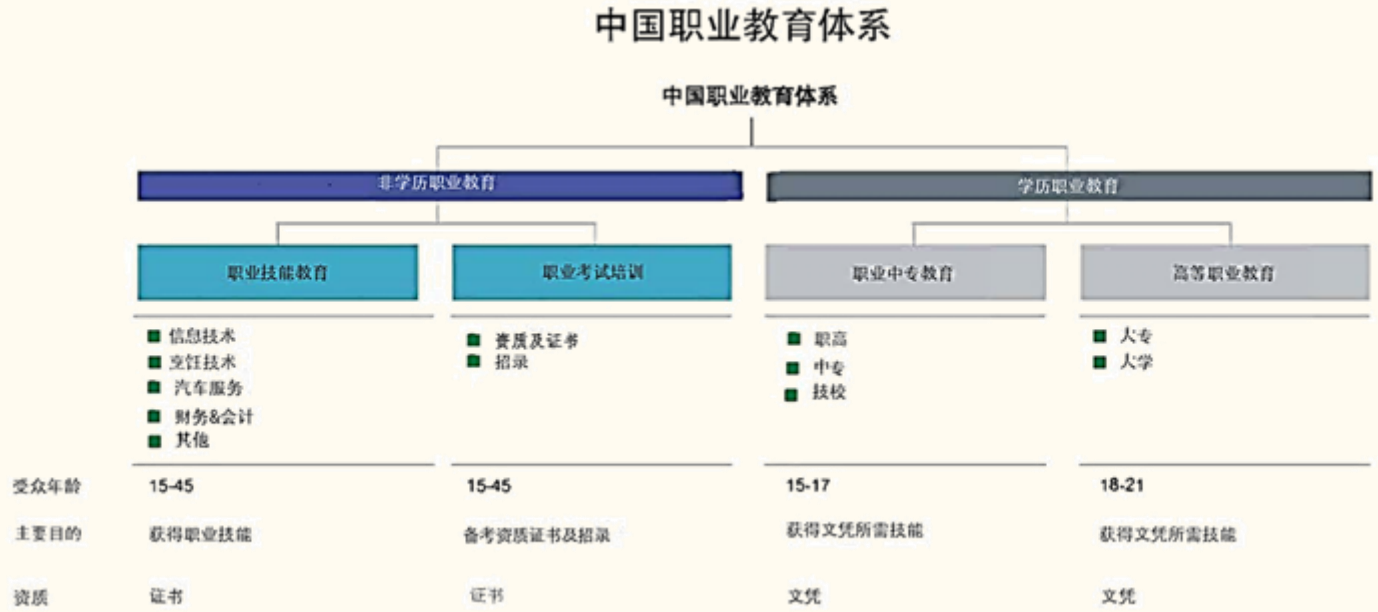 中国职业教育体系
中国职业教育体系
非学历职业教育
学历职业教育
职业技能教育
职业考试培训
职业中专教育
高等职业教育
信息技术
烹饪技术
汽车服务
财务&会计
其他
资质及证书
招录
职高
中专
技校
大专
大学
受众年龄 15-45 15-45 15-17 18-21
主要目的 获得职业技能 备考资质证书及招录 获得文凭所需技能 获得文凭所需技能
资质 证书 证书 文凭 文凭